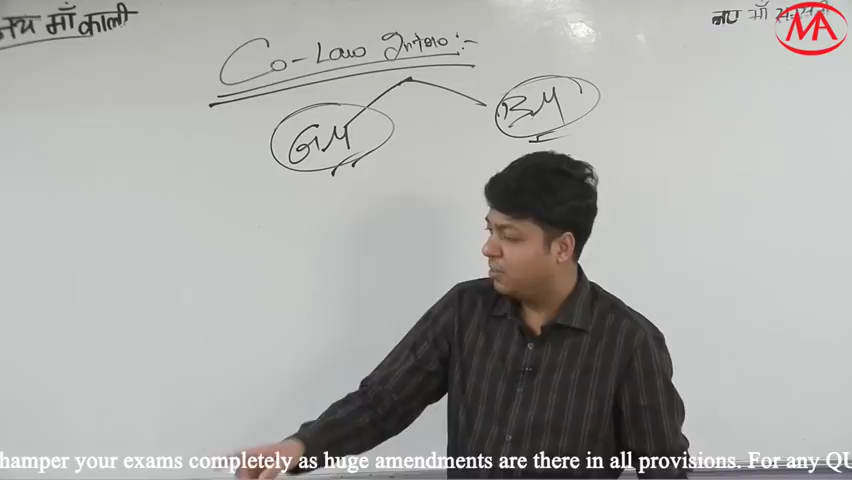 जय माँ काली
जय माँ
MA
Co-Law Intro:-
GM
BM
hamper your exams completely as huge amendments are there in all provisions. For any QU